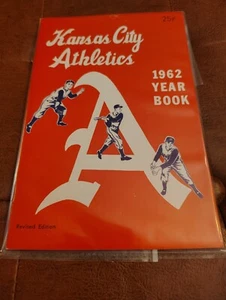 25¢
Kansas City
Athletics
1962
YEAR
BOOK
A
Revised Edition